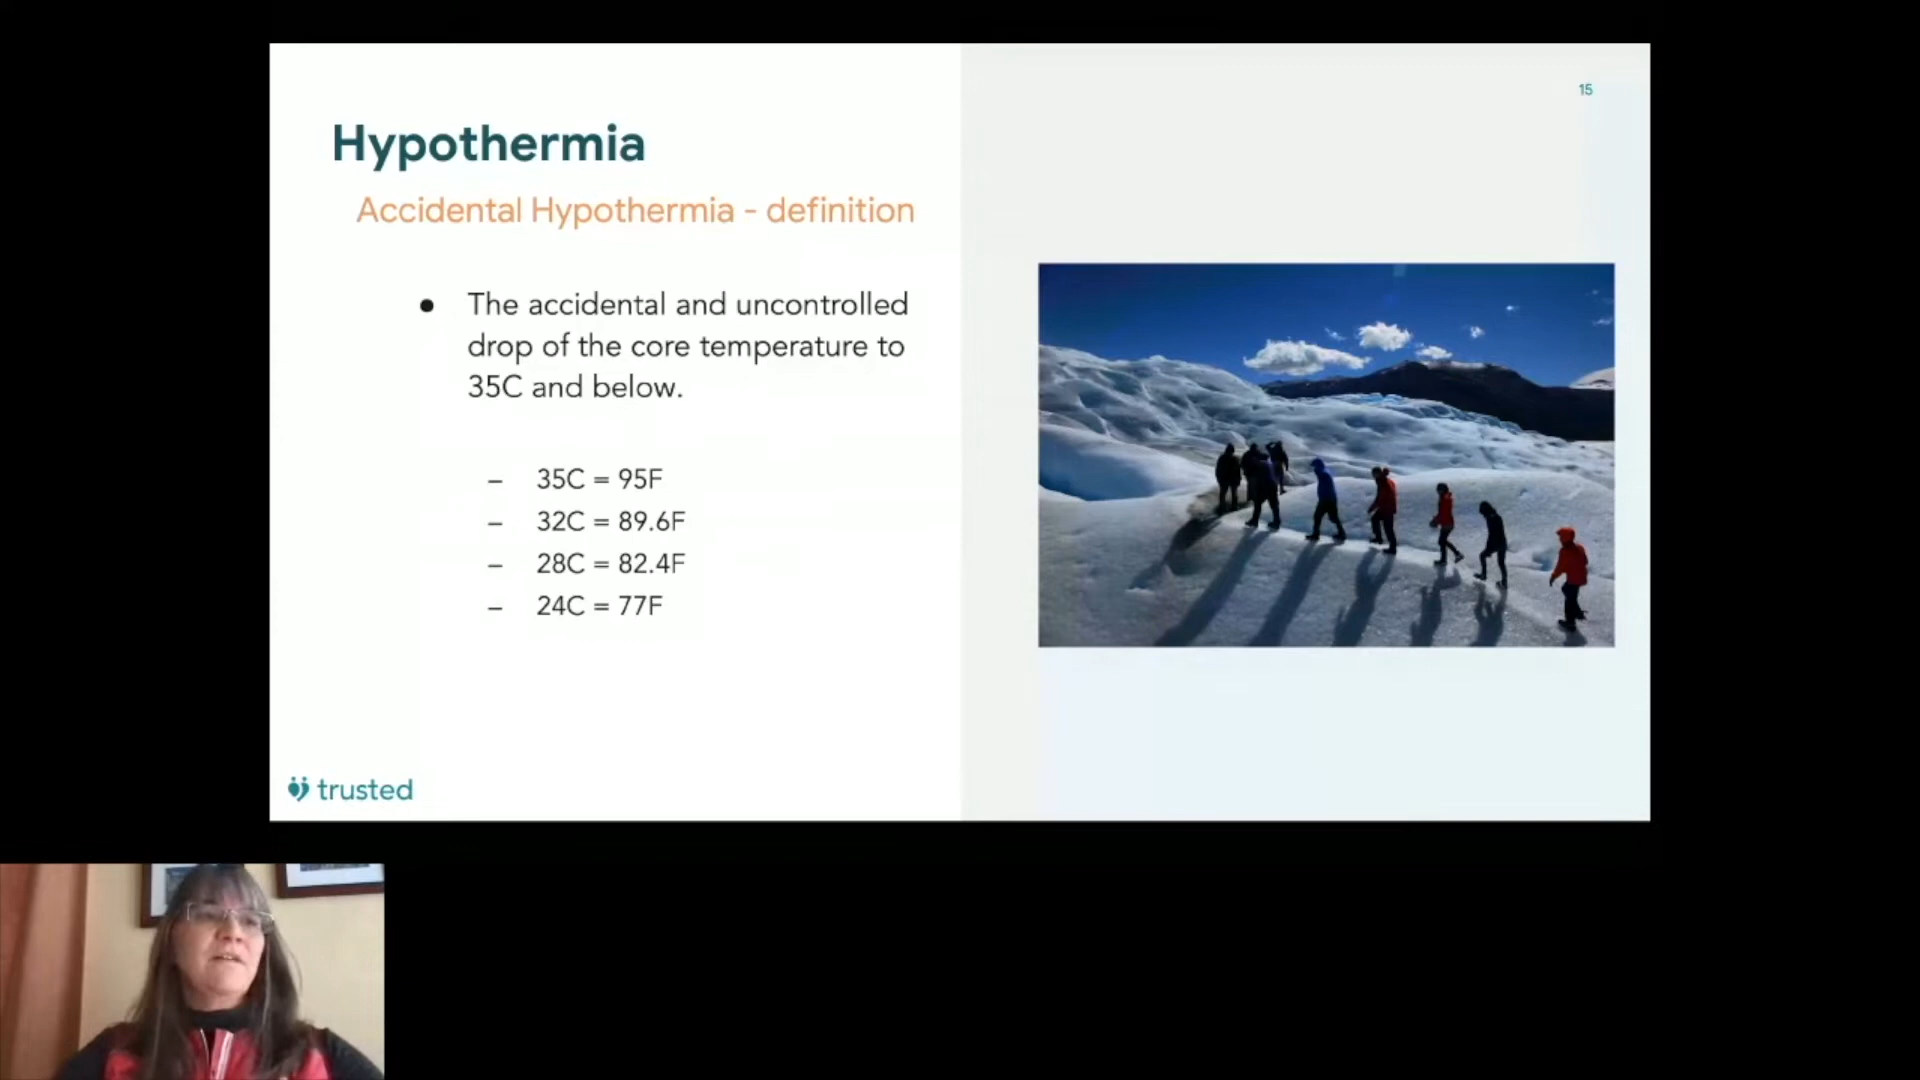 15
Hypothermia
Accidental Hypothermia - definition
● The accidental and uncontrolled
drop of the core temperature to
35C and below.
– 35C = 95F
– 32C = 89.6F
– 28C = 82.4F
– 24C = 77F
trusted